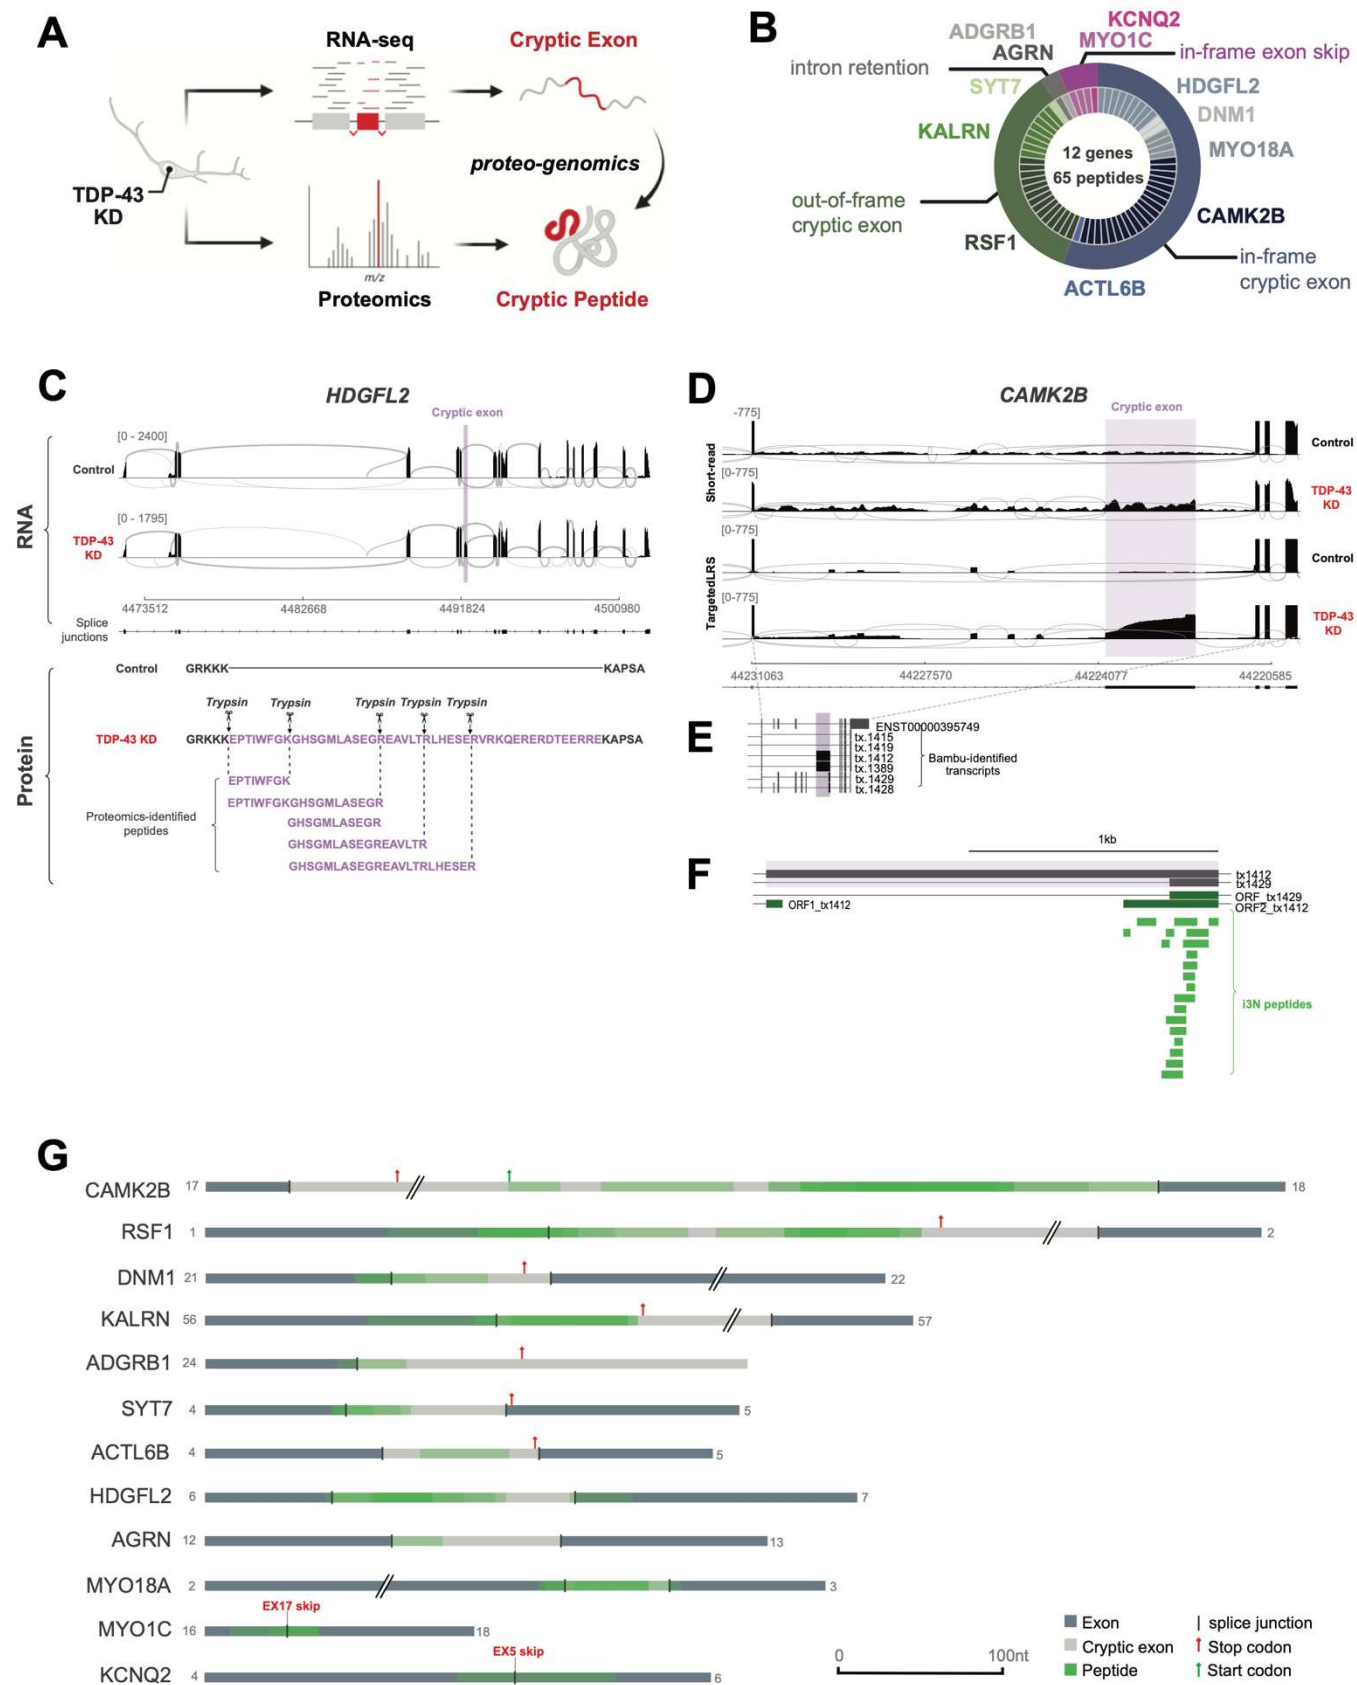 A
RNA-seq
Cryptic Exon
proteo-genomics
TDP-43
KD
m/z
Proteomics
Cryptic Peptide
B
KCNQ2
ADGRB1
MYO1C
AGRN
in-frame exon skip
intron retention
SYT7
HDGFL2
DNM1
KALRN
MYO18A
12 genes
65 peptides
out-of-frame
cryptic exon
CAMK2B
RSF1
in-frame
cryptic exon
ACTL6B
C
HDGFL2
Cryptic exon
RNA
[0 - 2400]
Control
[0 - 1795]
TDP-43
KD
4473512
4482668
4491824
4500980
Splice
junctions
Protein
Control
GRKKK
KAPSA
Trypsin
Trypsin
Trypsin
Trypsin
Trypsin
TDP-43 KD
GRKKKEPTIWFGKGHSGMLASEGREAVLTRLHESERVRKQERERDTEERREKAPSA
EPTIWFGK
EPTIWFGKGHSGMLASEGR
Proteomics-identified
peptides
GHSGMLASEGR
GHSGMLASEGREAVLTR
GHSGMLASEGREAVLTRLHESER
D
CAMK2B
Cryptic exon
-775]
Control
Short-read
[0-775]
TDP-43
KD
[0-775]
Control
TargetedLRS
[0-775]
TDP-43
KD
44231063
44227570
44224077
44220585
E
ENST00000395749
tx.1415
tx.1419
tx.1412
tx.1389
tx.1429
tx.1428
Bambu-identified
transcripts
F
1kb
tx1412
tx1429
ORF_tx1429
ORF1_tx1412
ORF2_tx1412
i3N peptides
G
CAMK2B 17 18
RSF1 1 2
DNM1 21 22
KALRN 56 57
ADGRB1 24
SYT7 4 5
ACTL6B 4 5
HDGFL2 6 7
AGRN 12 13
MYO18A 2 3
EX17 skip
MYO1C 16 18
EX5 skip
KCNQ2 4 6
0 100nt
Exon
Cryptic exon
Peptide
splice junction
Stop codon
Start codon